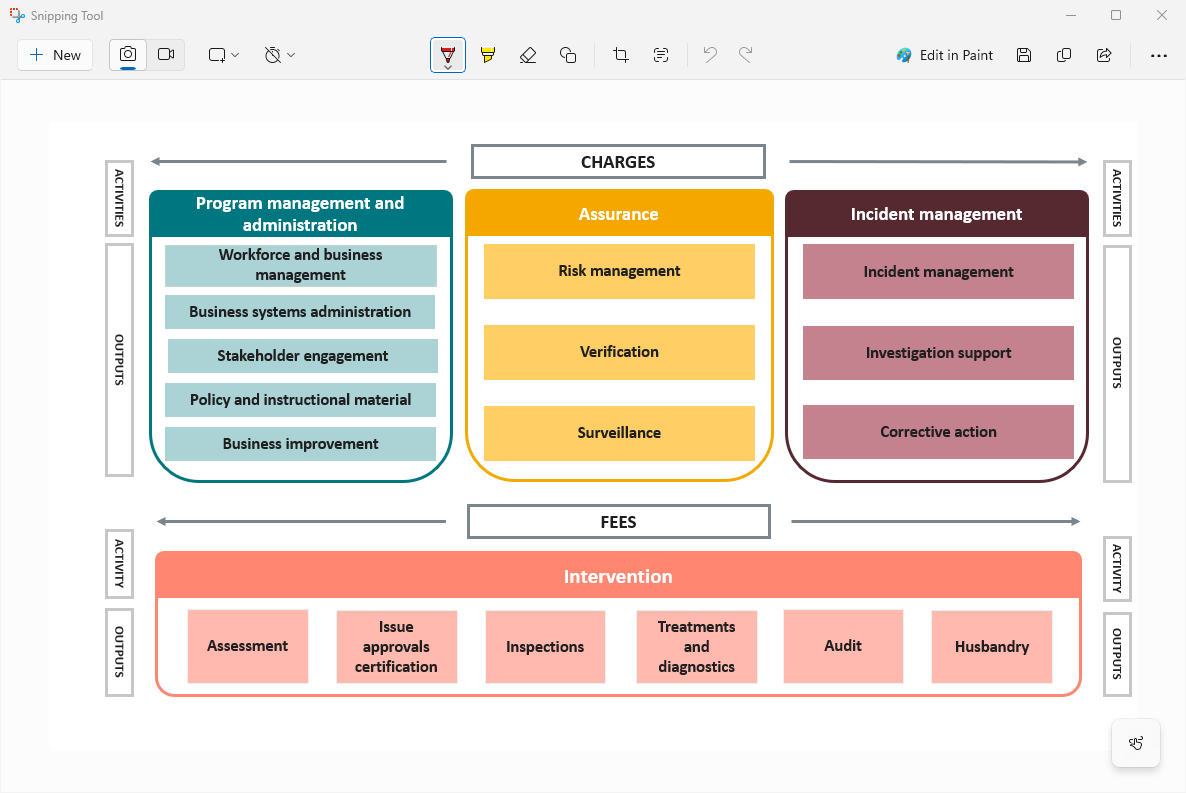 Snipping Tool
New
Edit in Paint
CHARGES
ACTIVITIES
ACTIVITIES
Program management and
administration
Assurance
Incident management
OUTPUTS
OUTPUTS
Workforce and business
management
Business systems administration
Stakeholder engagement
Policy and instructional material
Business improvement
Risk management
Verification
Surveillance
Incident management
Investigation support
Corrective action
FEES
ACTIVITY
ACTIVITY
Intervention
OUTPUTS
OUTPUTS
Assessment
Issue
approvals
certification
Inspections
Treatments
and
diagnostics
Audit
Husbandry